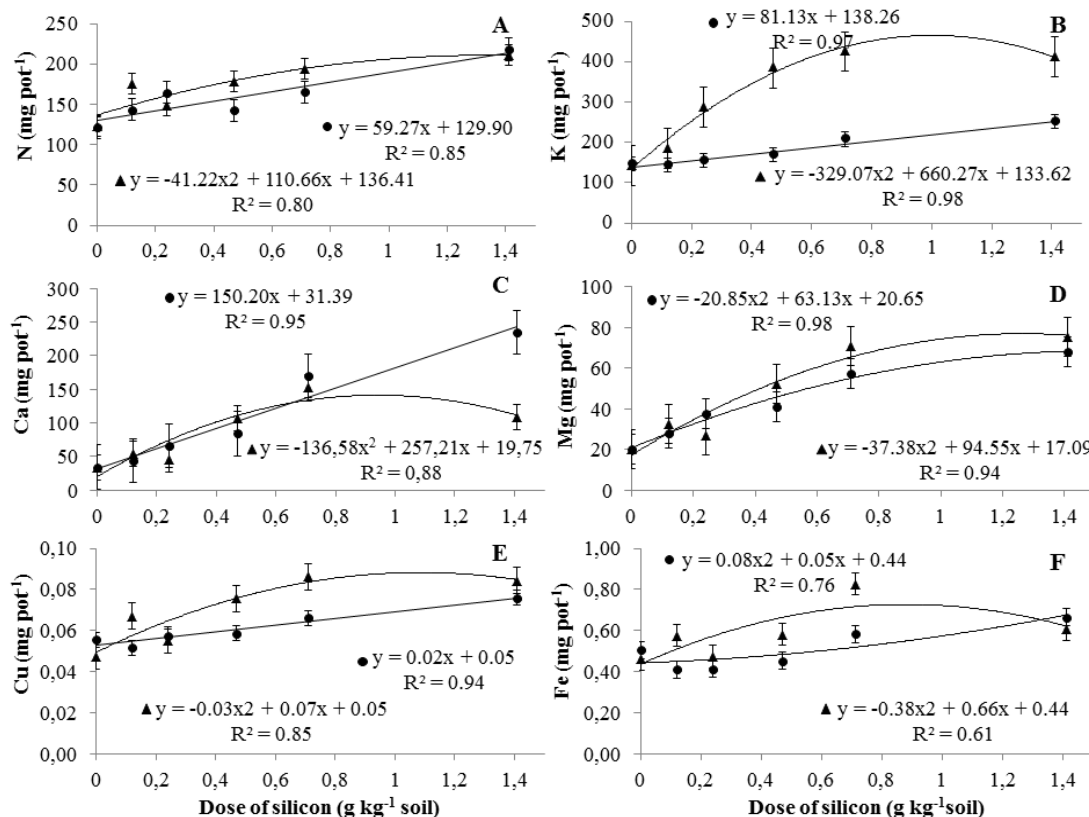 A
N (mg pot⁻¹)
250
200
150
100
50
0
● y = 59.27x + 129.90
R² = 0.85
▲ y = -41.22x2 + 110.66x + 136.41
R² = 0.80
0 0,2 0,4 0,6 0,8 1 1,2 1,4
B
K (mg pot⁻¹)
500
400
300
200
100
0
● y = 81.13x + 138.26
R² = 0.97
▲ y = -329.07x2 + 660.27x + 133.62
R² = 0.98
0 0,2 0,4 0,6 0,8 1 1,2 1,4
C
Ca (mg pot⁻¹)
300
250
200
150
100
50
0
● y = 150.20x + 31.39
R² = 0.95
▲ y = -136,58x² + 257,21x + 19,75
R² = 0,88
0 0,2 0,4 0,6 0,8 1 1,2 1,4
D
Mg (mg pot⁻¹)
100
80
60
40
20
0
● y = -20.85x2 + 63.13x + 20.65
R² = 0.98
▲ y = -37.38x2 + 94.55x + 17.09
R² = 0.94
0 0,2 0,4 0,6 0,8 1 1,2 1,4
E
Cu (mg pot⁻¹)
0,10
0,08
0,06
0,04
0,02
0,00
● y = 0.02x + 0.05
R² = 0.94
▲ y = -0.03x2 + 0.07x + 0.05
R² = 0.85
0 0,2 0,4 0,6 0,8 1 1,2 1,4
Dose of silicon (g kg⁻¹ soil)
F
Fe (mg pot⁻¹)
1,00
0,80
0,60
0,40
0,20
0,00
● y = 0.08x2 + 0.05x + 0.44
R² = 0.76
▲ y = -0.38x2 + 0.66x + 0.44
R² = 0.61
0 0,2 0,4 0,6 0,8 1 1,2 1,4
Dose of silicon (g kg⁻¹soil)